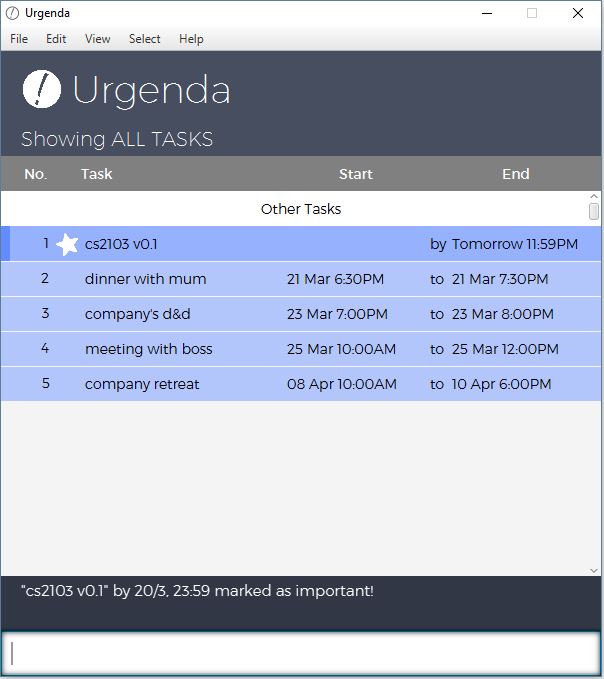 Urgenda
File Edit View Select Help
Urgenda
Showing ALL TASKS
No. Task Start End
Other Tasks
1 cs2103 v0.1 by Tomorrow 11:59PM
2 dinner with mum 21 Mar 6:30PM to 21 Mar 7:30PM
3 company's d&d 23 Mar 7:00PM to 23 Mar 8:00PM
4 meeting with boss 25 Mar 10:00AM to 25 Mar 12:00PM
5 company retreat 08 Apr 10:00AM to 10 Apr 6:00PM
"cs2103 v0.1" by 20/3, 23:59 marked as important!